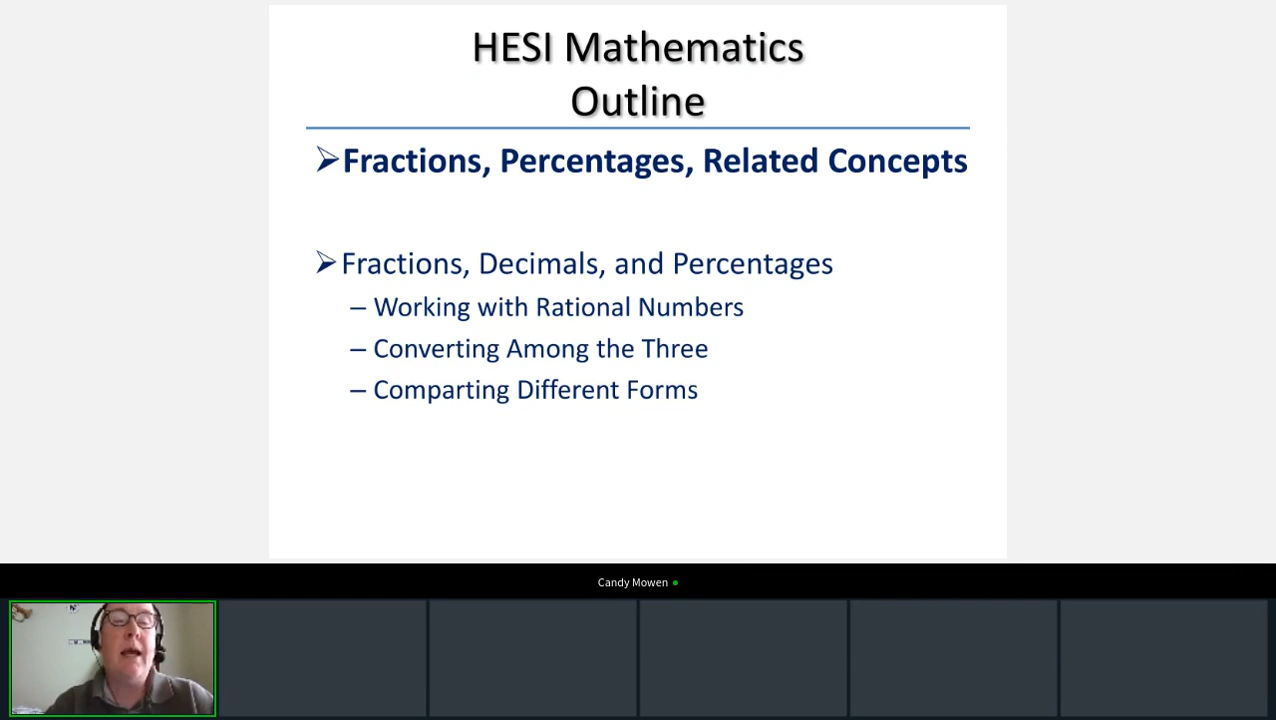 HESI Mathematics
Outline
➢Fractions, Percentages, Related Concepts
➢Fractions, Decimals, and Percentages
– Working with Rational Numbers
– Converting Among the Three
– Comparting Different Forms
Candy Mowen